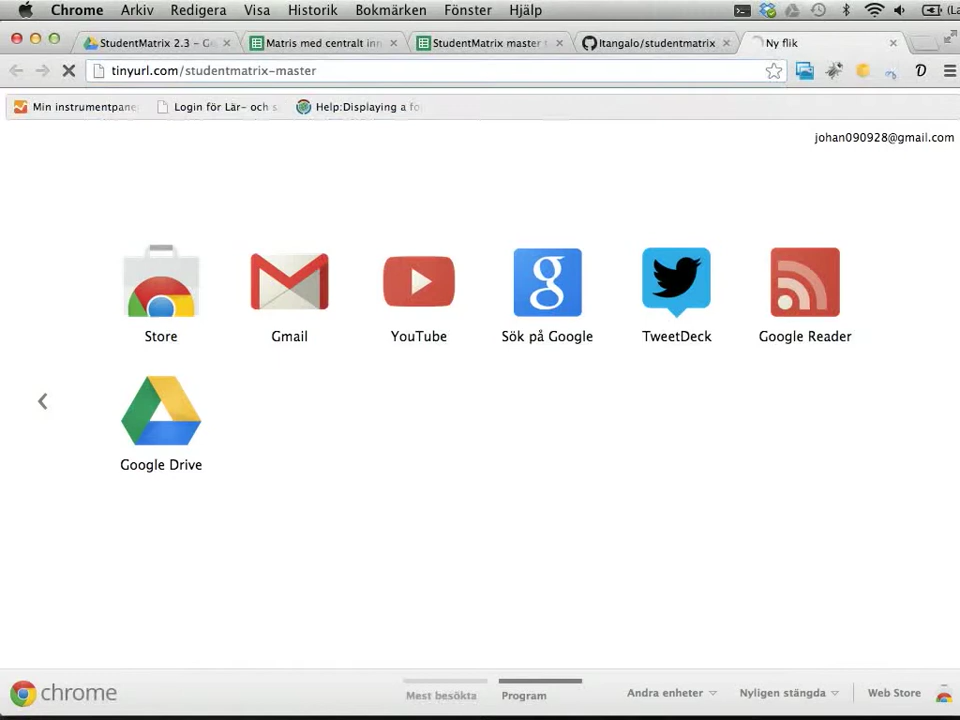 Chrome Arkiv Redigera Visa Historik Bokmärken Fönster Hjälp
StudentMatrix 2.3 – Go
Matris med centralt inn
StudentMatrix master
Itangalo/studentmatrix
Ny flik
tinyurl.com/studentmatrix-master
Min instrumentpane
Login för Lär- och s
Help:Displaying a fo
johan090928@gmail.com
Store
Gmail
YouTube
Sök på Google
TweetDeck
Google Reader
Google Drive
chrome
Mest besökta
Program
Andra enheter
Nyligen stängda
Web Store